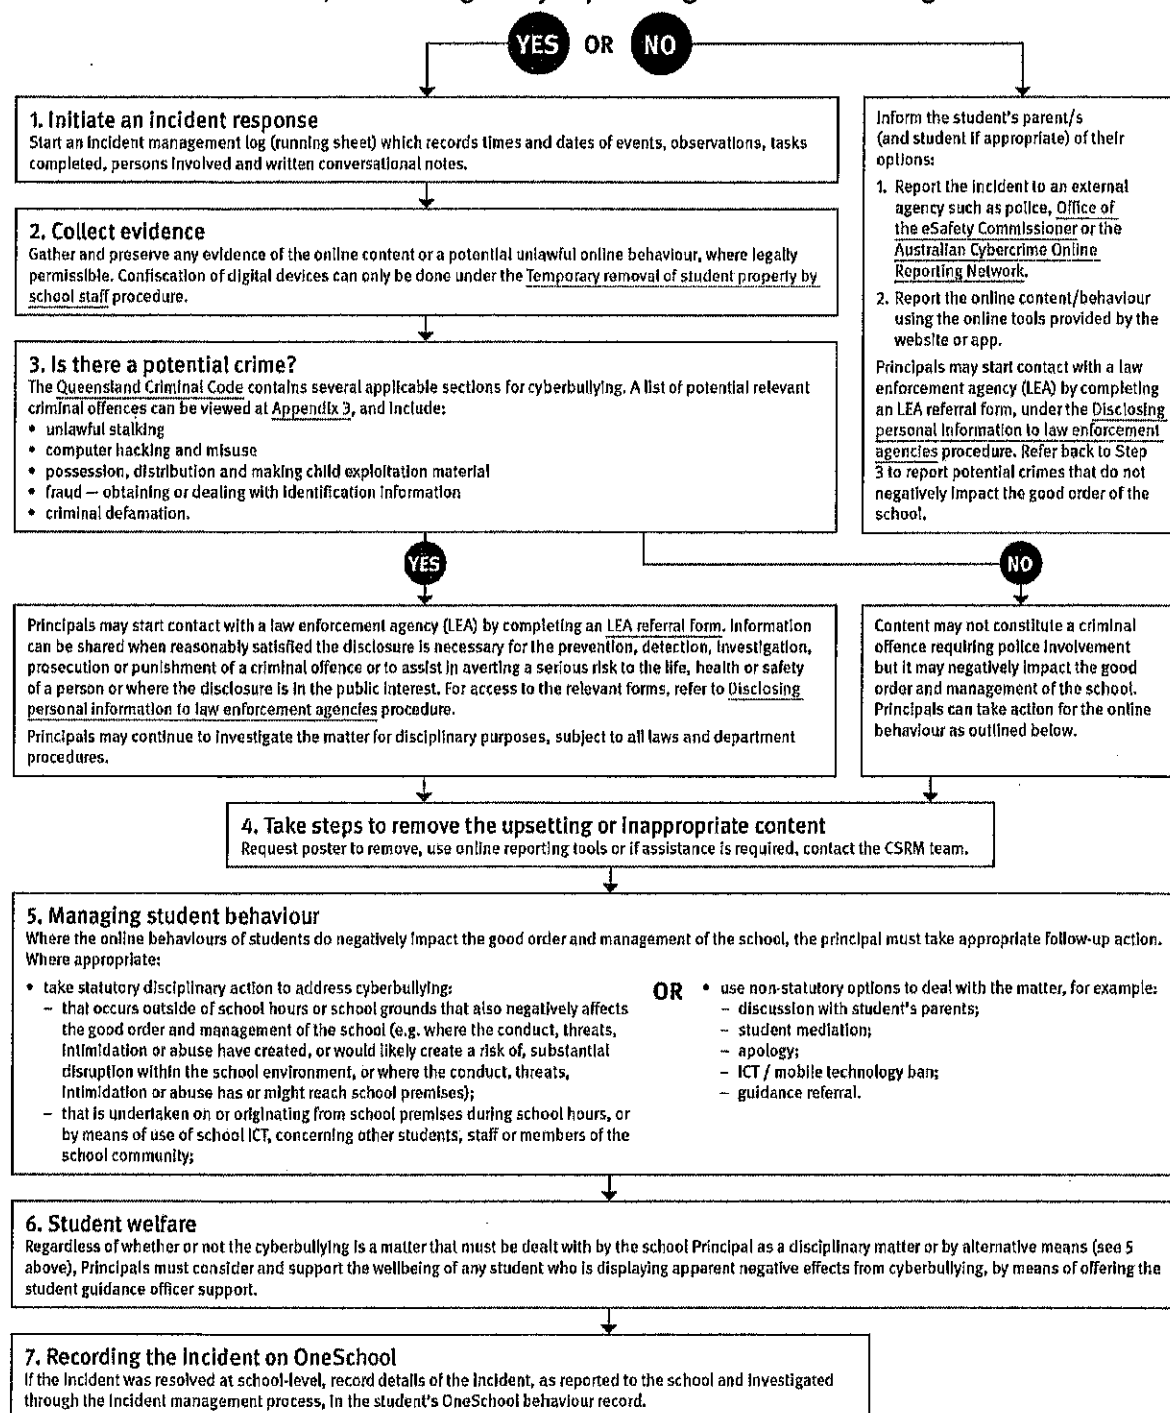 YES OR NO
1. Initiate an incident response
Start an incident management log (running sheet) which records times and dates of events, observations, tasks
completed, persons involved and written conversational notes.
2. Collect evidence
Gather and preserve any evidence of the online content or a potential unlawful online behaviour, where legally
permissible. Confiscation of digital devices can only be done under the Temporary removal of student property by
school staff procedure.
3. Is there a potential crime?
The Queensland Criminal Code contains several applicable sections for cyberbullying. A list of potential relevant
criminal offences can be viewed at Appendix 3, and include:
• unlawful stalking
• computer hacking and misuse
• possession, distribution and making child exploitation material
• fraud – obtaining or dealing with identification information
• criminal defamation.
Inform the student's parent/s
(and student if appropriate) of their
options:
1. Report the incident to an external
agency such as police, Office of
the eSafety Commissioner or the
Australian Cybercrime Online
Reporting Network.
2. Report the online content/behaviour
using the online tools provided by the
website or app.
Principals may start contact with a law
enforcement agency (LEA) by completing
an LEA referral form, under the Disclosing
personal information to law enforcement
agencies procedure. Refer back to Step
3 to report potential crimes that do not
negatively impact the good order of the
school.
YES
NO
Principals may start contact with a law enforcement agency (LEA) by completing an LEA referral form. Information
can be shared when reasonably satisfied the disclosure is necessary for the prevention, detection, investigation,
prosecution or punishment of a criminal offence or to assist in averting a serious risk to the life, health or safety
of a person or where the disclosure is in the public interest. For access to the relevant forms, refer to Disclosing
personal information to law enforcement agencies procedure.
Principals may continue to investigate the matter for disciplinary purposes, subject to all laws and department
procedures.
Content may not constitute a criminal
offence requiring police involvement
but it may negatively impact the good
order and management of the school.
Principals can take action for the online
behaviour as outlined below.
4. Take steps to remove the upsetting or inappropriate content
Request poster to remove, use online reporting tools or if assistance is required, contact the CSRM team.
5. Managing student behaviour
Where the online behaviours of students do negatively impact the good order and management of the school, the principal must take appropriate follow-up action.
Where appropriate:
• take statutory disciplinary action to address cyberbullying:
– that occurs outside of school hours or school grounds that also negatively affects
the good order and management of the school (e.g. where the conduct, threats,
intimidation or abuse have created, or would likely create a risk of, substantial
disruption within the school environment, or where the conduct, threats,
intimidation or abuse has or might reach school premises);
– that is undertaken on or originating from school premises during school hours, or
by means of use of school ICT, concerning other students, staff or members of the
school community;
OR
• use non-statutory options to deal with the matter, for example:
– discussion with student's parents;
– student mediation;
– apology;
– ICT / mobile technology ban;
– guidance referral.
6. Student welfare
Regardless of whether or not the cyberbullying is a matter that must be dealt with by the school Principal as a disciplinary matter or by alternative means (see 5
above), Principals must consider and support the wellbeing of any student who is displaying apparent negative effects from cyberbullying, by means of offering the
student guidance officer support.
7. Recording the incident on OneSchool
If the incident was resolved at school-level, record details of the incident, as reported to the school and investigated
through the incident management process, in the student's OneSchool behaviour record.